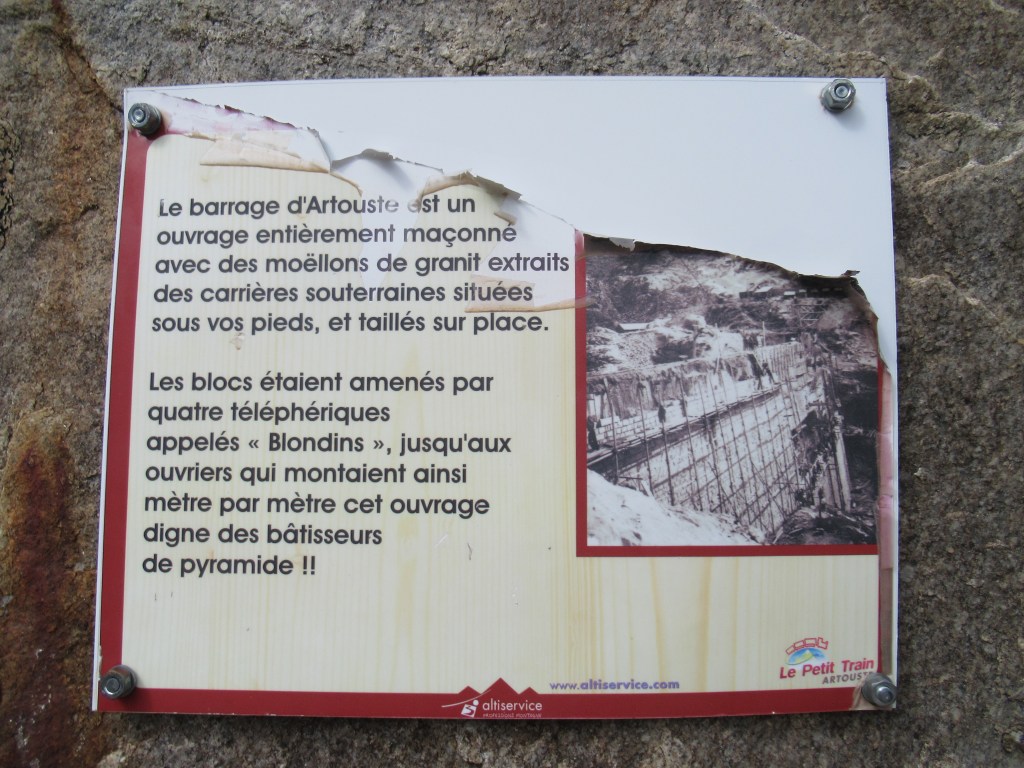 Le barrage d'Artouste est un
ouvrage entièrement maçonné
avec des moëllons de granit extraits
des carrières souterraines situées
sous vos pieds, et taillés sur place.
Les blocs étaient amenés par
quatre téléphériques
appelés « Blondins », jusqu'aux
ouvriers qui montaient ainsi
mètre par mètre cet ouvrage
digne des bâtisseurs
de pyramide !!
Le Petit Train
ARTOUSTE
www.altiservice.com
altiservice